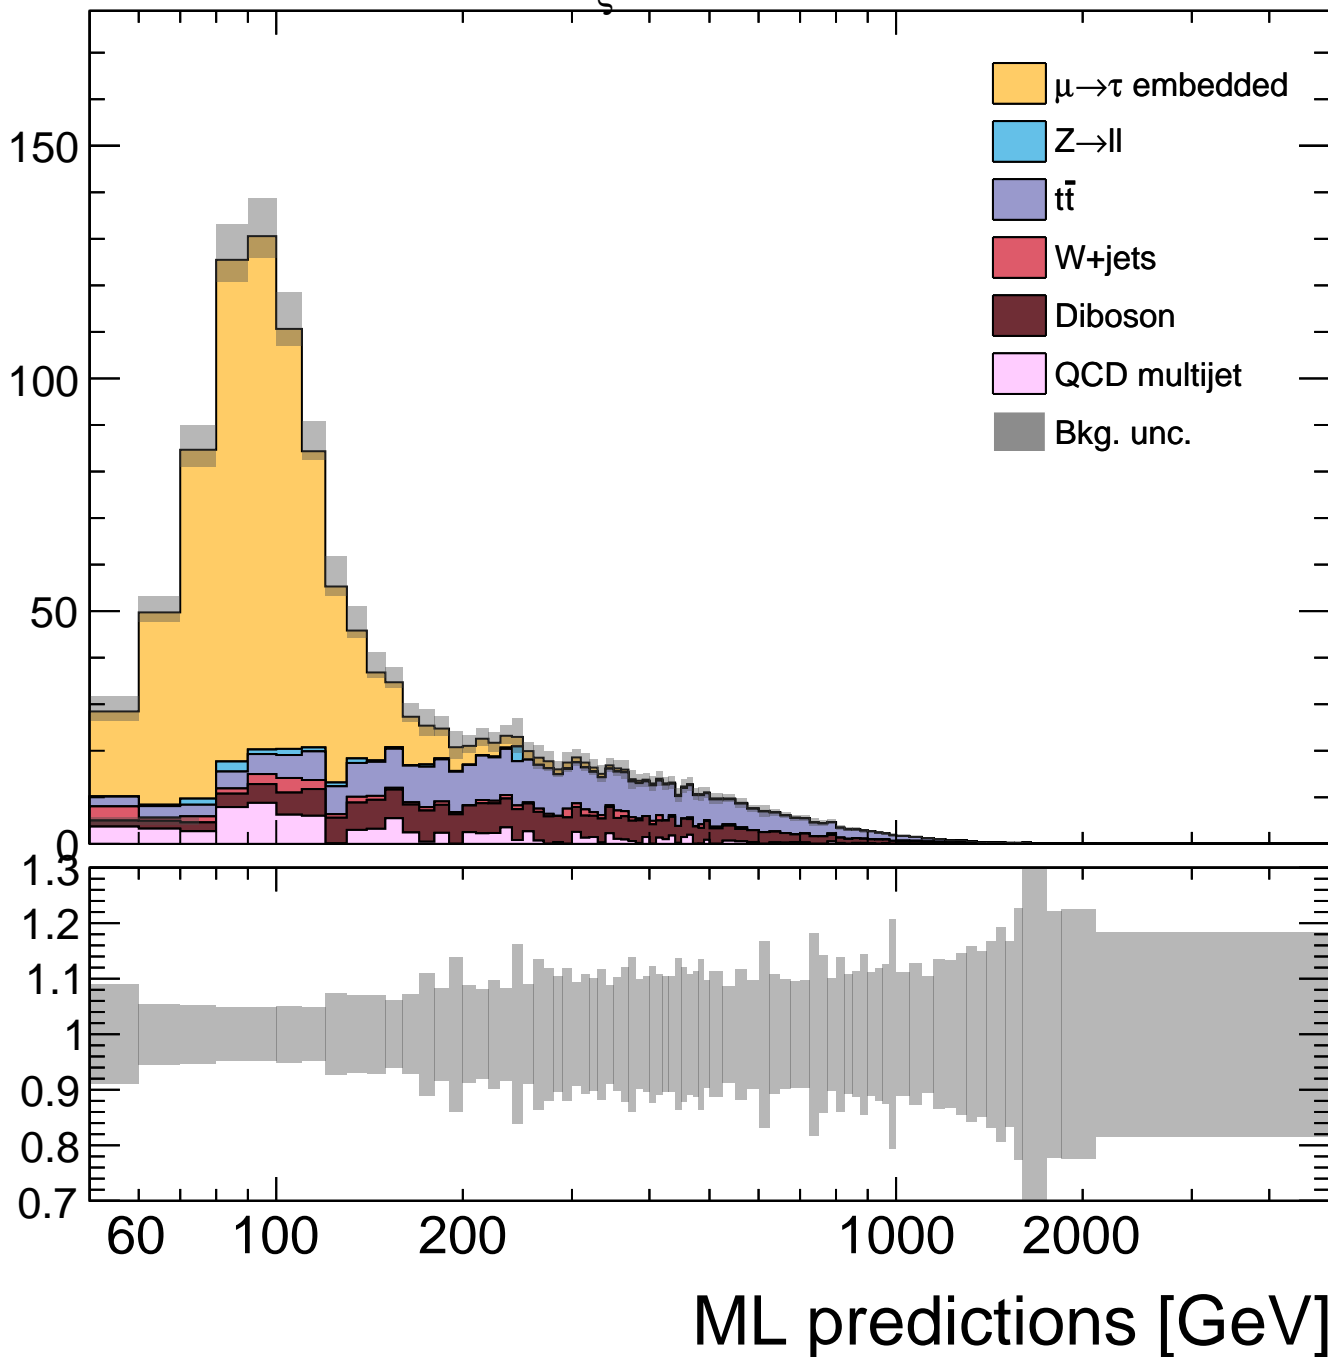 ξ
μ→τ embedded
Z→ll
tt̄
W+jets
Diboson
QCD multijet
Bkg. unc.
150
100
50
0
1.3
1.2
1.1
1
0.9
0.8
0.7
60 100 200 1000 2000
ML predictions [GeV]